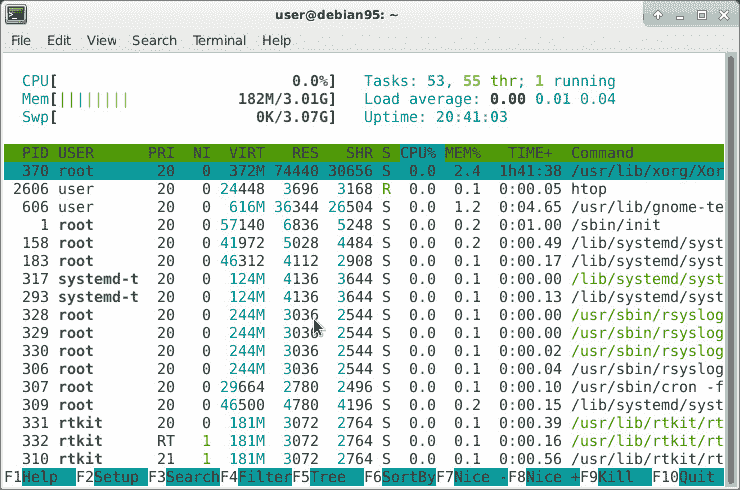 user@debian95: ~
File Edit View Search Terminal Help
CPU[ 0.0%] Tasks: 53, 55 thr; 1 running
Mem[|||||||| 182M/3.01G] Load average: 0.00 0.01 0.04
Swp[ 0K/3.07G] Uptime: 20:41:03
PID USER PRI NI VIRT RES SHR S CPU% MEM% TIME+ Command
370 root 20 0 372M 74440 30656 S 0.0 2.4 1h41:38 /usr/lib/xorg/Xor
2606 user 20 0 24448 3696 3168 R 0.0 0.1 0:00.05 htop
606 user 20 0 616M 36344 26504 S 0.0 1.2 0:04.65 /usr/lib/gnome-te
1 root 20 0 57140 6836 5248 S 0.0 0.2 0:01.00 /sbin/init
158 root 20 0 41972 5028 4484 S 0.0 0.2 0:00.49 /lib/systemd/syst
183 root 20 0 46312 4112 2908 S 0.0 0.1 0:00.17 /lib/systemd/syst
317 systemd-t 20 0 124M 4136 3644 S 0.0 0.1 0:00.00 /lib/systemd/syst
293 systemd-t 20 0 124M 4136 3644 S 0.0 0.1 0:00.13 /lib/systemd/syst
328 root 20 0 244M 3036 2544 S 0.0 0.1 0:00.00 /usr/sbin/rsyslog
329 root 20 0 244M 3036 2544 S 0.0 0.1 0:00.00 /usr/sbin/rsyslog
330 root 20 0 244M 3036 2544 S 0.0 0.1 0:00.02 /usr/sbin/rsyslog
306 root 20 0 244M 3036 2544 S 0.0 0.1 0:00.04 /usr/sbin/rsyslog
307 root 20 0 29664 2780 2496 S 0.0 0.1 0:00.10 /usr/sbin/cron -f
309 root 20 0 46500 4780 4196 S 0.0 0.2 0:00.15 /lib/systemd/syst
331 rtkit 20 0 181M 3072 2764 S 0.0 0.1 0:00.39 /usr/lib/rtkit/rt
332 rtkit RT 1 181M 3072 2764 S 0.0 0.1 0:00.16 /usr/lib/rtkit/rt
310 rtkit 21 1 181M 3072 2764 S 0.0 0.1 0:00.56 /usr/lib/rtkit/rt
F1Help F2Setup F3SearchF4FilterF5Tree F6SortByF7Nice -F8Nice +F9Kill F10Quit